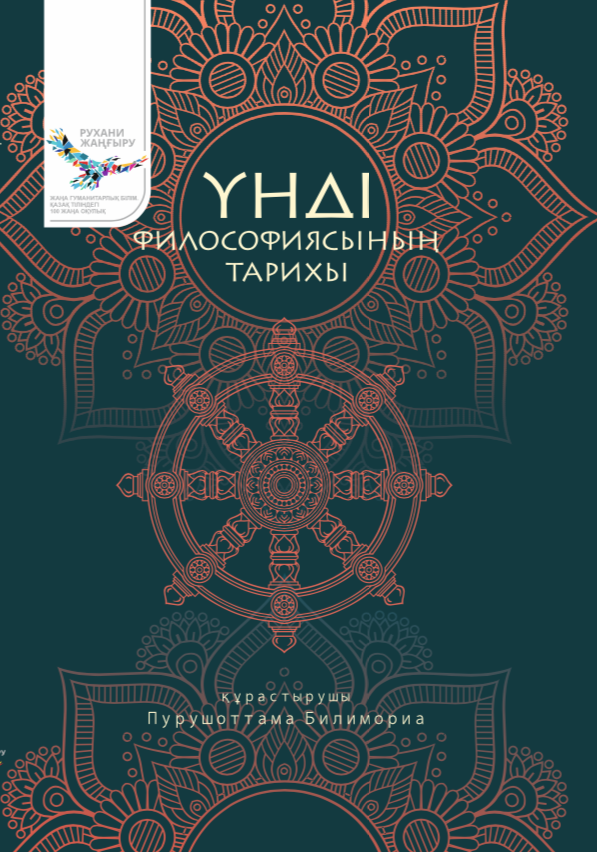 РУХАНИ
ЖАҢҒЫРУ
ЖАҢА ГУМАНИТАРЛЫҚ БІЛІМ.
ҚАЗАҚ ТІЛІНДЕГІ
100 ЖАҢА ОҚУЛЫҚ
ҮНДІ
ФИЛОСОФИЯСЫНЫҢ
ТАРИХЫ
құрастырушы
Пурушоттама Билимориа